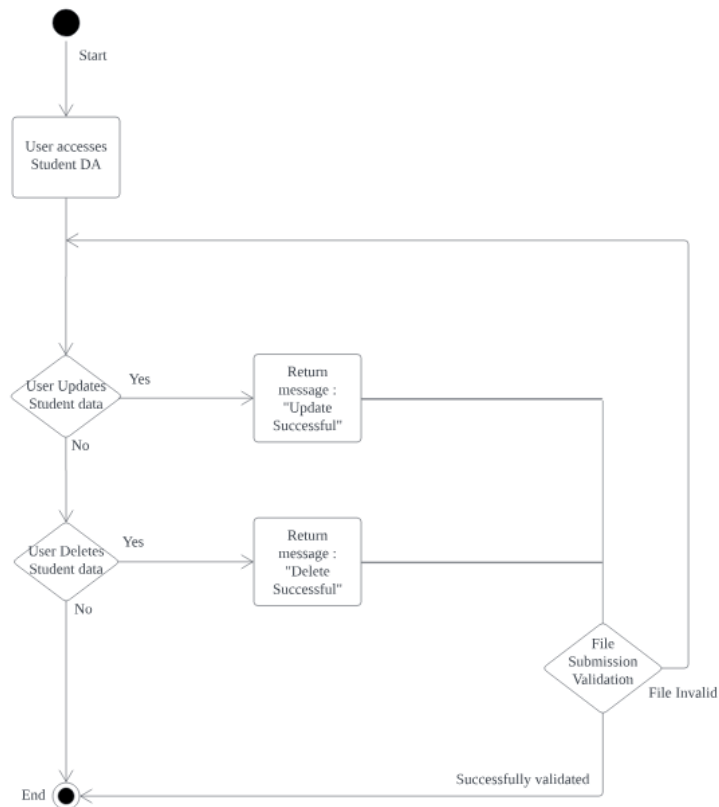 Start
User accesses
Student DA
User Updates
Student data
Yes
Return
message :
"Update
Successful"
No
User Deletes
Student data
Yes
Return
message :
"Delete
Successful"
No
File
Submission
Validation
File Invalid
Successfully validated
End